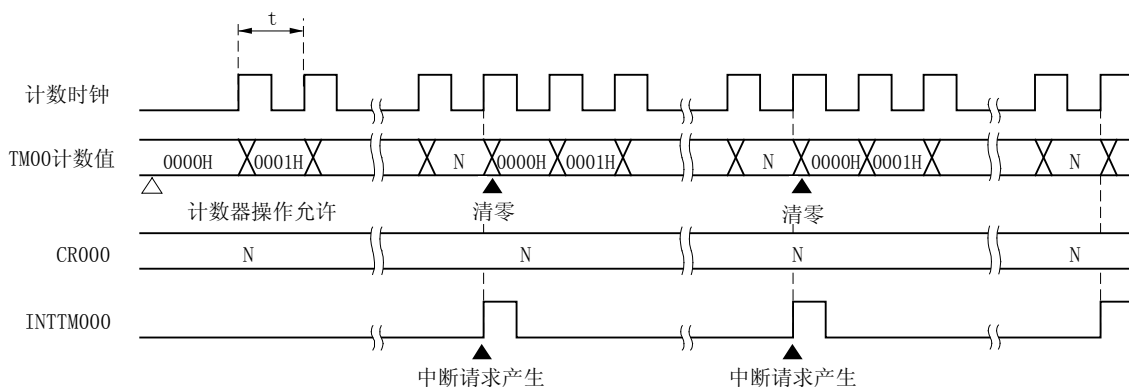 t
计数时钟
TM00计数值 0000H 0001H N 0000H 0001H N 0000H 0001H N
计数器操作允许 清零 清零
CR000 N N N N
INTTM000
中断请求产生 中断请求产生